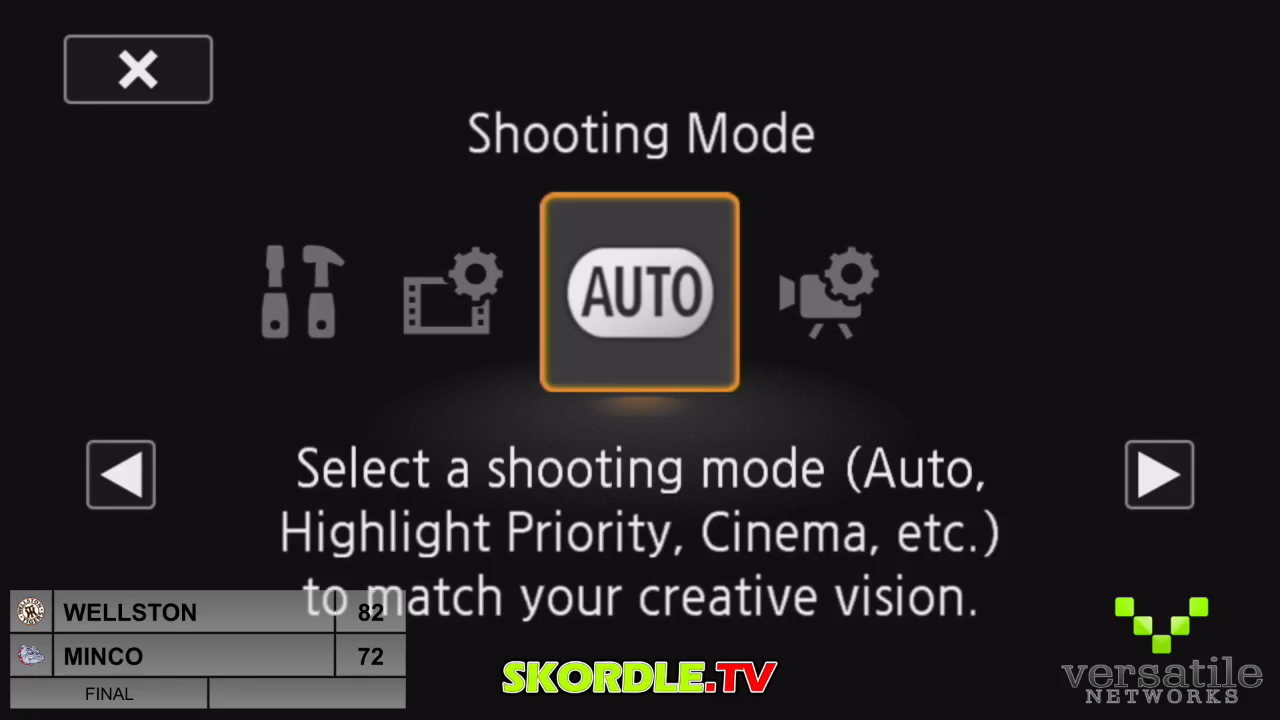 Shooting Mode
AUTO
Select a shooting mode (Auto,
Highlight Priority, Cinema, etc.)
to match your creative vision.
WELLSTON 82
MINCO 72
FINAL
SKORDLE.TV
versatile
NETWORKS